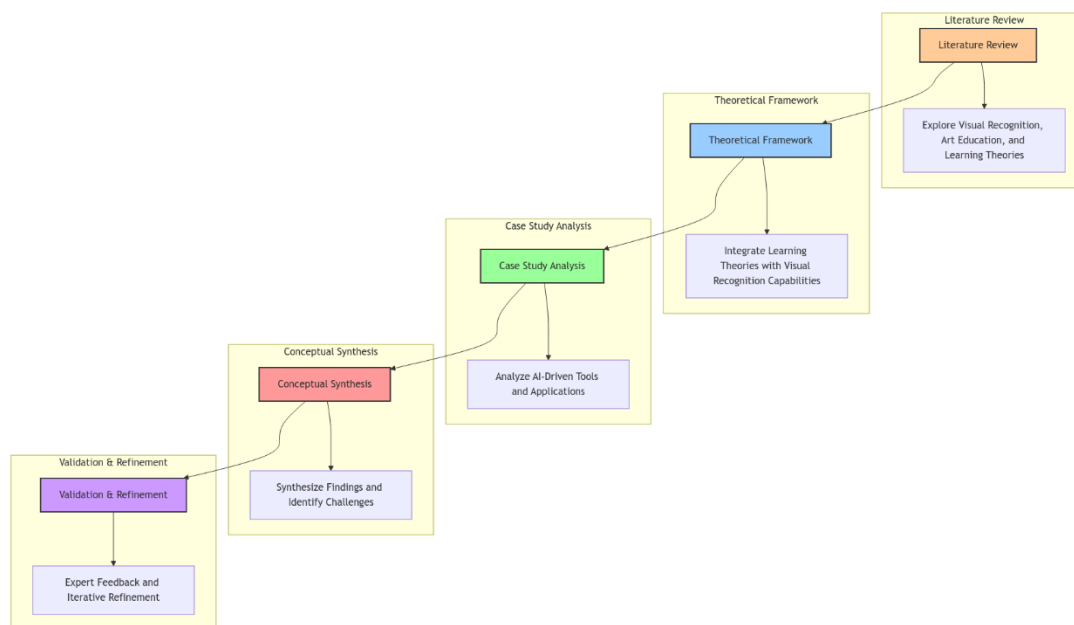 Literature Review
Literature Review
Explore Visual Recognition,
Art Education, and
Learning Theories
Theoretical Framework
Theoretical Framework
Integrate Learning
Theories with Visual
Recognition Capabilities
Case Study Analysis
Case Study Analysis
Analyze AI-Driven Tools
and Applications
Conceptual Synthesis
Conceptual Synthesis
Synthesize Findings and
Identify Challenges
Validation & Refinement
Validation & Refinement
Expert Feedback and
Iterative Refinement